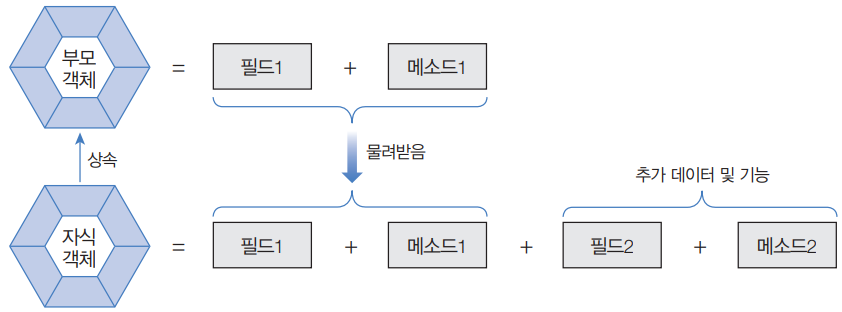 부모
객체
= 필드1 + 메소드1
상속
물려받음
추가 데이터 및 기능
자식
객체
= 필드1 + 메소드1 + 필드2 + 메소드2